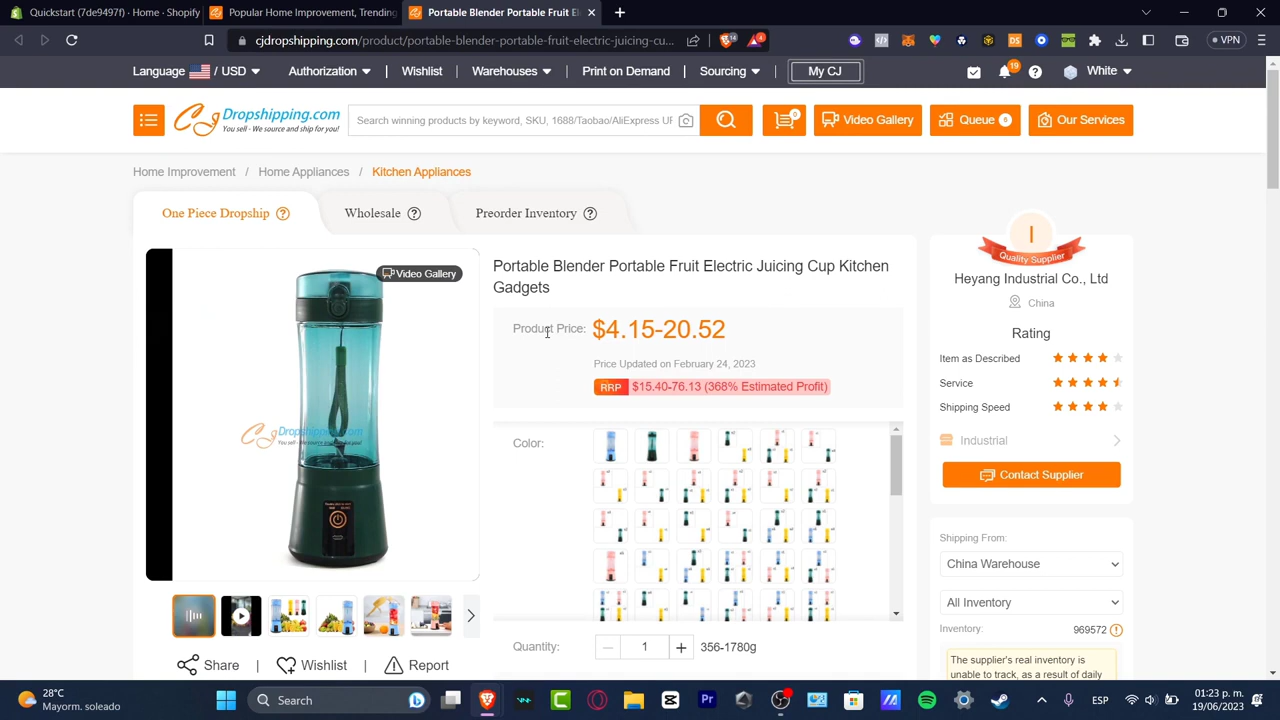 Quickstart (7de9497f) · Home · Shopify
Popular Home Improvement, Trending
Portable Blender Portable Fruit El
cjdropshipping.com/product/portable-blender-portable-fruit-electric-juicing-cu...
VPN
Language USD
Authorization
Wishlist
Warehouses
Print on Demand
Sourcing
My CJ
19
White
CJ Dropshipping.com
You sell - We source and ship for you!
Search winning products by keyword, SKU, 1688/Taobao/AliExpress UR
0
Video Gallery
Queue 6
Our Services
Home Improvement / Home Appliances / Kitchen Appliances
One Piece Dropship ?
Wholesale ?
Preorder Inventory ?
Video Gallery
Portable Blender Portable Fruit Electric Juicing Cup Kitchen
Gadgets
Product Price: $4.15-20.52
Price Updated on February 24, 2023
RRP $15.40-76.13 (368% Estimated Profit)
Color:
Quantity: − 1 + 356-1780g
Share | Wishlist | Report
Quality Supplier
Heyang Industrial Co., Ltd
China
Rating
Item as Described
Service
Shipping Speed
Industrial
Contact Supplier
Shipping From:
China Warehouse
All Inventory
Inventory: 969572
The supplier's real inventory is
unable to track, as a result of daily
28°C
Mayorm. soleado
Search
ESP
01:23 p. m.
19/06/2023